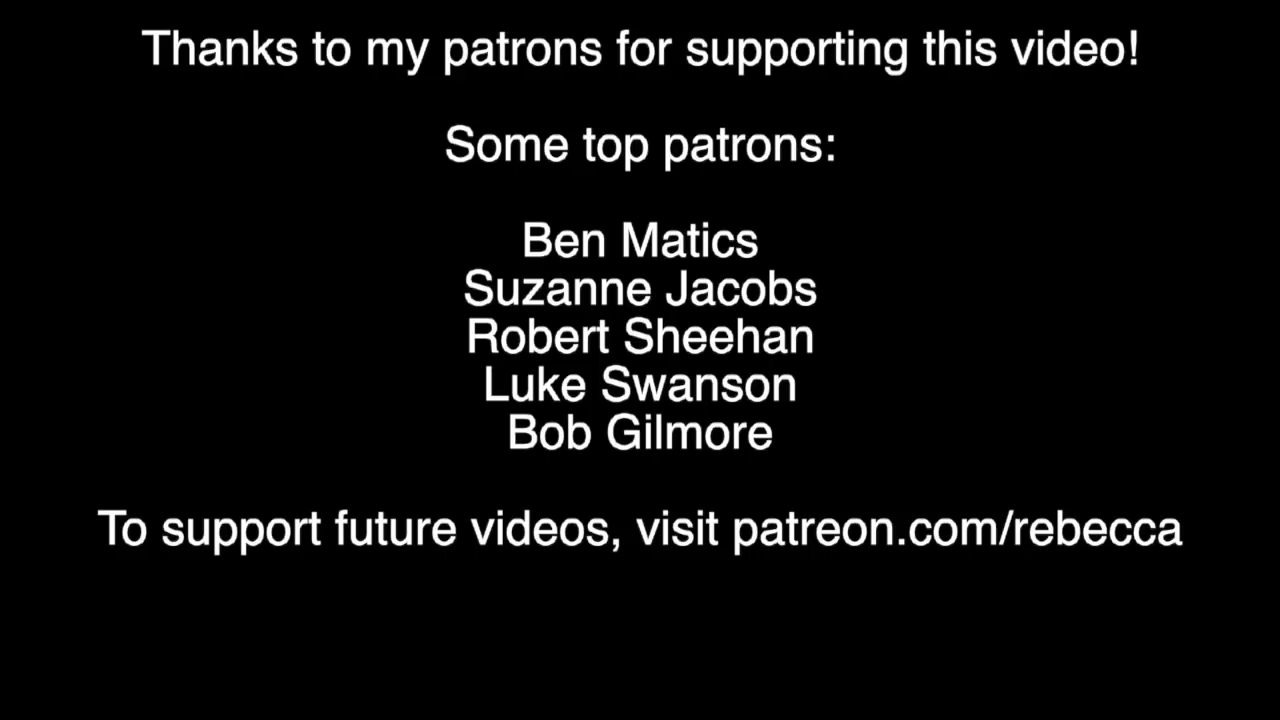 Thanks to my patrons for supporting this video!
Some top patrons:
Ben Matics
Suzanne Jacobs
Robert Sheehan
Luke Swanson
Bob Gilmore
To support future videos, visit patreon.com/rebecca